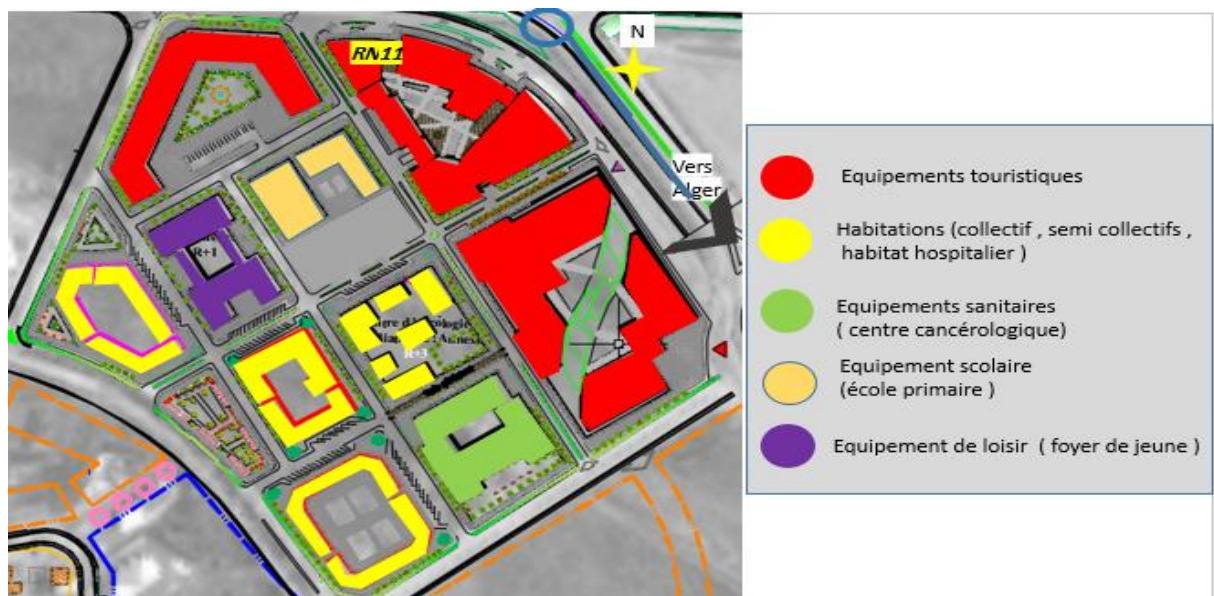 N
RN11
Vers
Alger
R+1
R+3
Equipements touristiques
Habitations (collectif , semi collectifs ,
habitat hospitalier )
Equipements sanitaires
( centre cancérologique)
Equipement scolaire
(école primaire )
Equipement de loisir ( foyer de jeune )